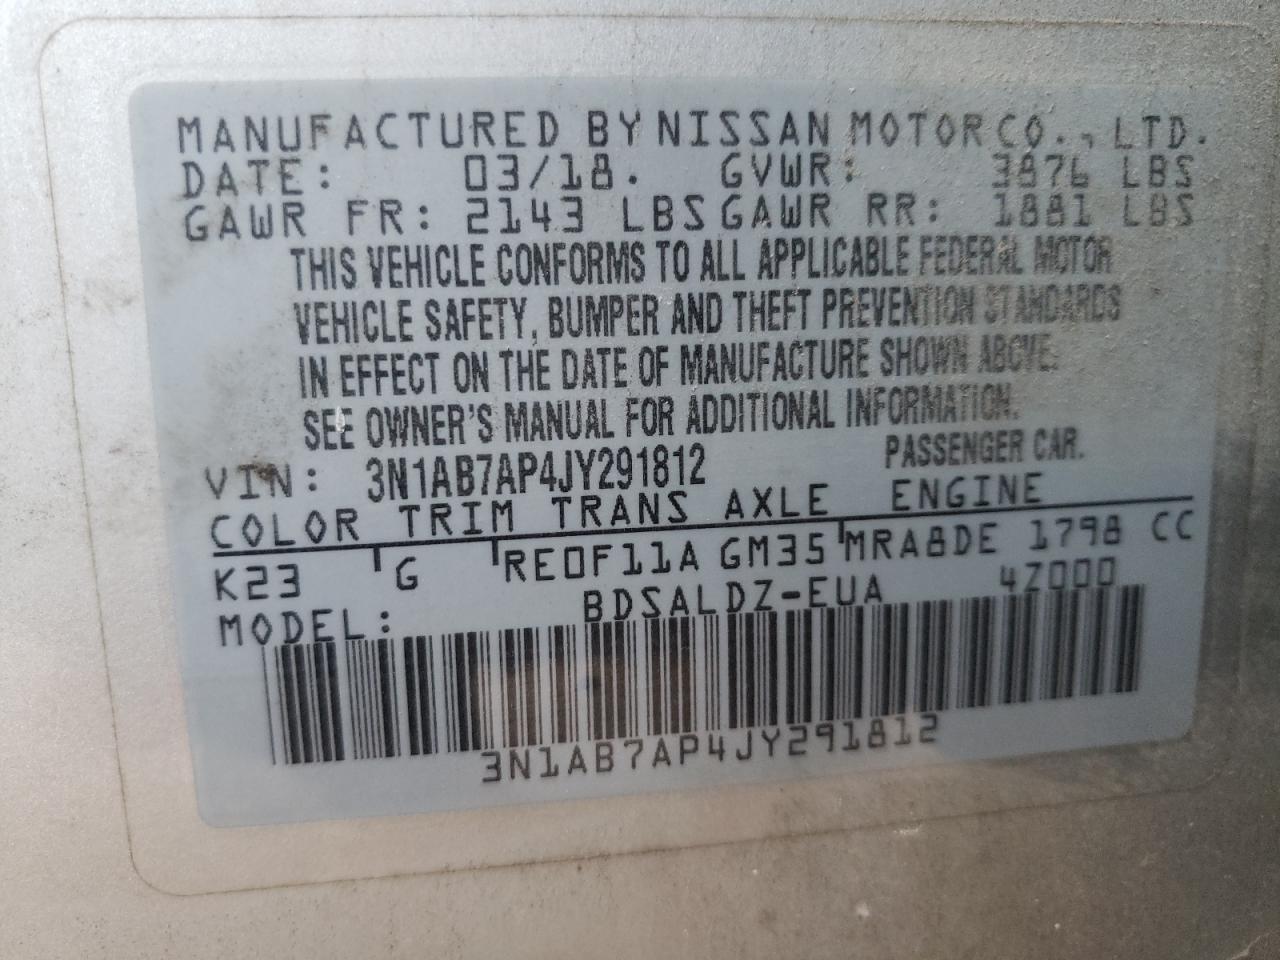 MANUFACTURED BY NISSAN MOTOR CO., LTD.
DATE: 03/18. GVWR: 3876 LBS
GAWR FR: 2143 LBS GAWR RR: 1881 LBS
THIS VEHICLE CONFORMS TO ALL APPLICABLE FEDERAL MOTOR
VEHICLE SAFETY, BUMPER AND THEFT PREVENTION STANDARDS
IN EFFECT ON THE DATE OF MANUFACTURE SHOWN ABOVE.
SEE OWNER'S MANUAL FOR ADDITIONAL INFORMATION.
VIN: 3N1AB7AP4JY291812 PASSENGER CAR.
COLOR TRIM TRANS AXLE ENGINE
K23 G RE0F11A GM35 MRA8DE 1798 CC
MODEL: BDSALDZ-EUA 4Z000
3N1AB7AP4JY291812